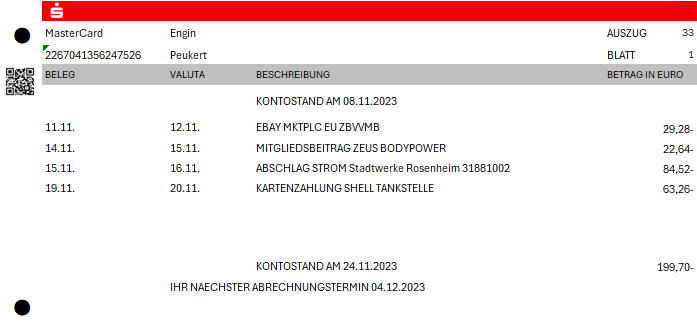 MasterCard Engin AUSZUG 33
2267041356247526 Peukert BLATT 1
BELEG VALUTA BESCHREIBUNG BETRAG IN EURO
KONTOSTAND AM 08.11.2023
11.11. 12.11. EBAY MKTPLC EU ZBVVMB 29,28-
14.11. 15.11. MITGLIEDSBEITRAG ZEUS BODYPOWER 22,64-
15.11. 16.11. ABSCHLAG STROM Stadtwerke Rosenheim 31881002 84,52-
19.11. 20.11. KARTENZAHLUNG SHELL TANKSTELLE 63,26-
KONTOSTAND AM 24.11.2023 199,70-
IHR NAECHSTER ABRECHNUNGSTERMIN 04.12.2023